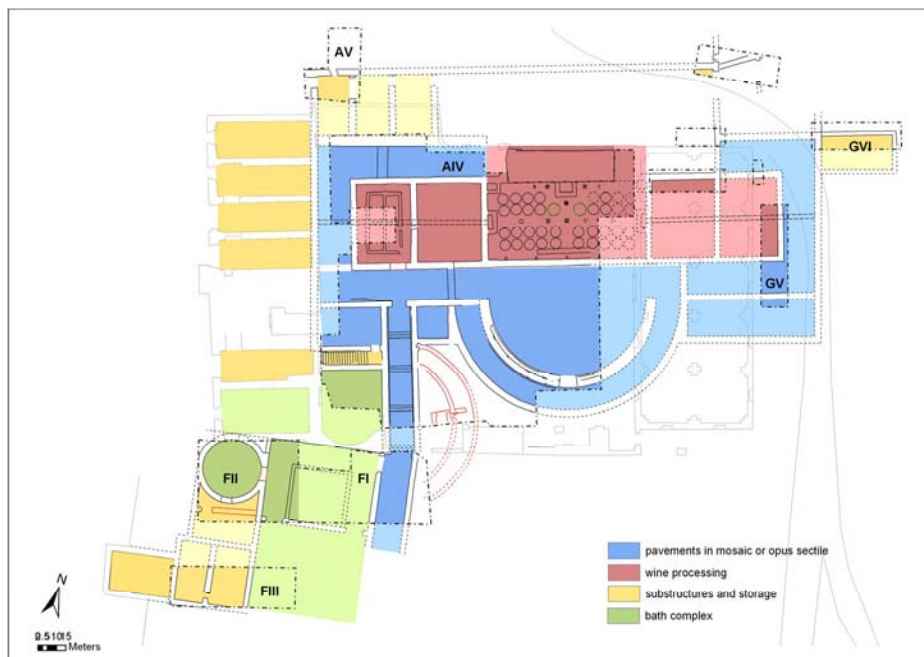 AV
GVI
AIV
GV
FII
FI
FIII
pavements in mosaic or opus sectile
wine processing
substructures and storage
bath complex
N
Meters